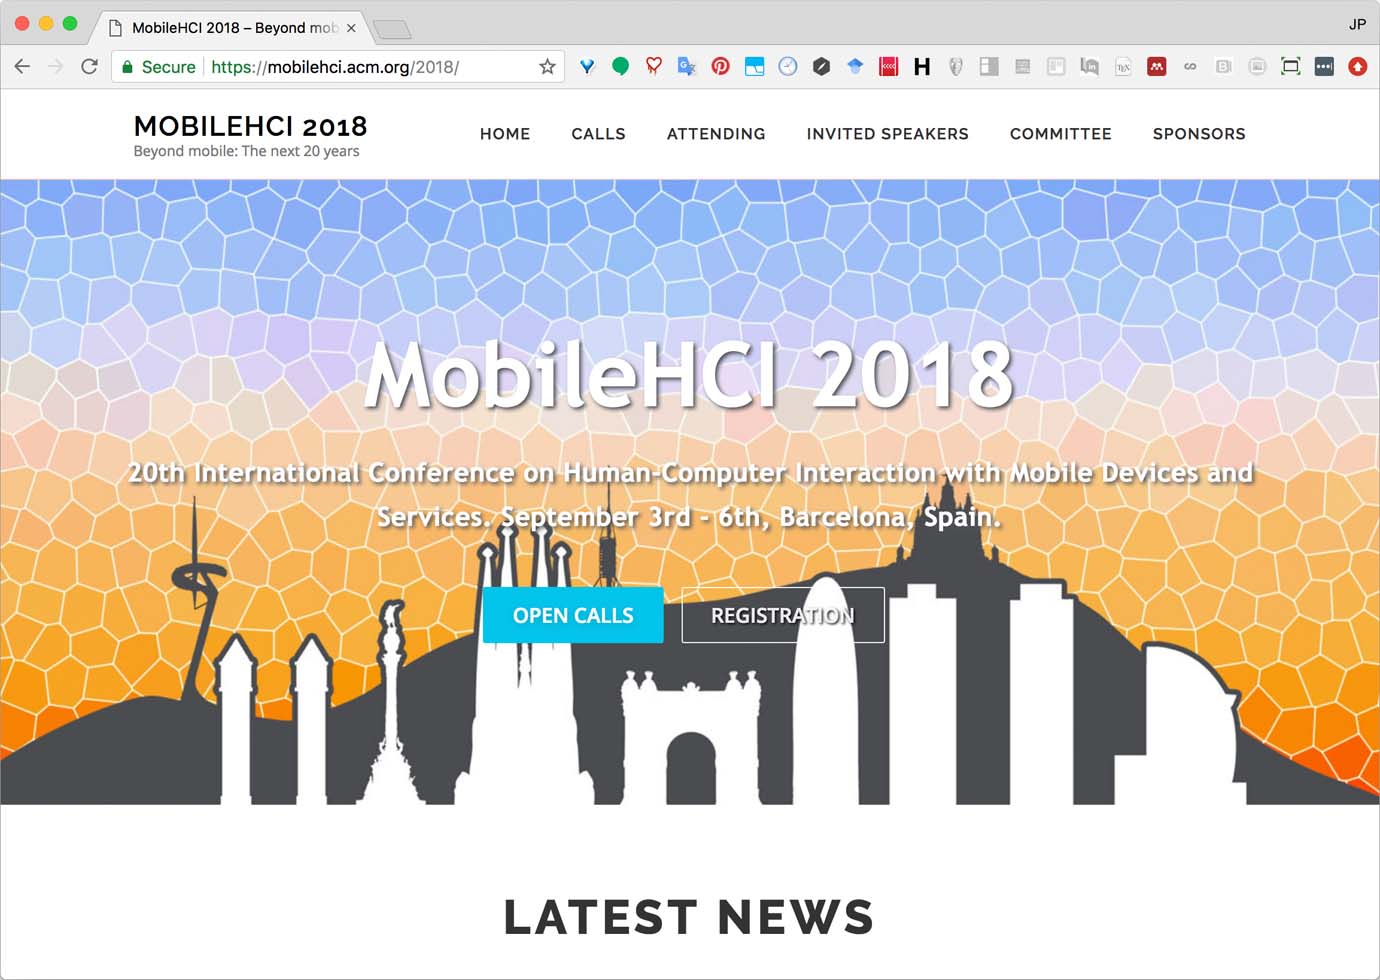 MobileHCI 2018 – Beyond mob
JP
Secure https://mobilehci.acm.org/2018/
MOBILEHCI 2018
Beyond mobile: The next 20 years
HOME CALLS ATTENDING INVITED SPEAKERS COMMITTEE SPONSORS
MobileHCI 2018
20th International Conference on Human-Computer Interaction with Mobile Devices and
Services. September 3rd - 6th, Barcelona, Spain.
OPEN CALLS REGISTRATION
LATEST NEWS